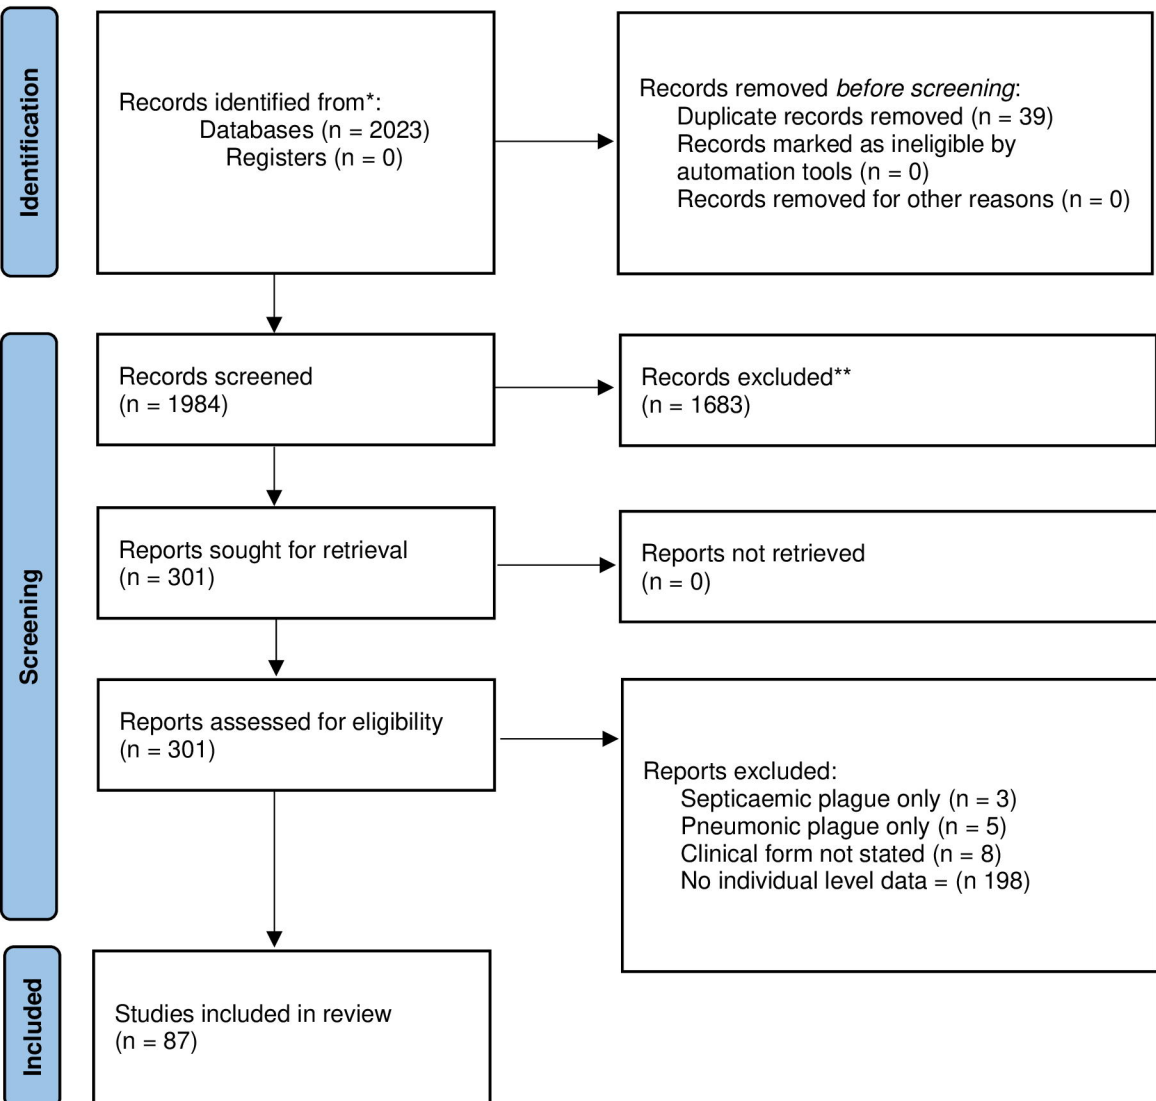 Identification
Records identified from*:
Databases (n = 2023)
Registers (n = 0)
Records removed before screening:
Duplicate records removed (n = 39)
Records marked as ineligible by
automation tools (n = 0)
Records removed for other reasons (n = 0)
Screening
Records screened
(n = 1984)
Records excluded**
(n = 1683)
Reports sought for retrieval
(n = 301)
Reports not retrieved
(n = 0)
Reports assessed for eligibility
(n = 301)
Reports excluded:
Septicaemic plague only (n = 3)
Pneumonic plague only (n = 5)
Clinical form not stated (n = 8)
No individual level data = (n 198)
Included
Studies included in review
(n = 87)